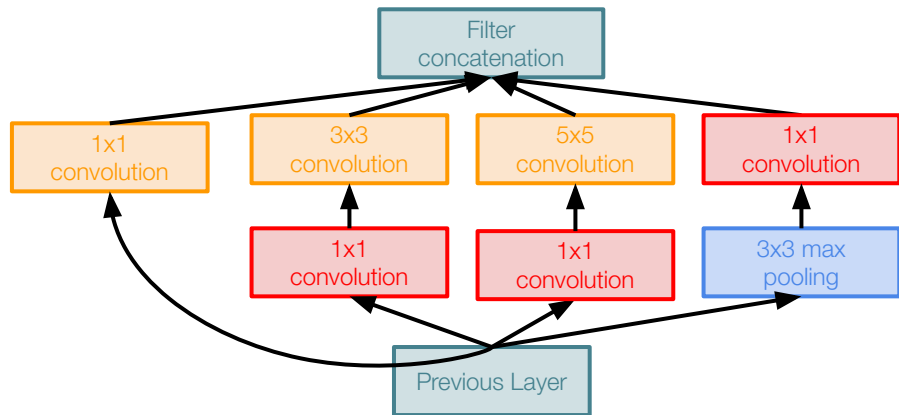 Filter
concatenation
1x1
convolution
3x3
convolution
5x5
convolution
1x1
convolution
1x1
convolution
1x1
convolution
3x3 max
pooling
Previous Layer